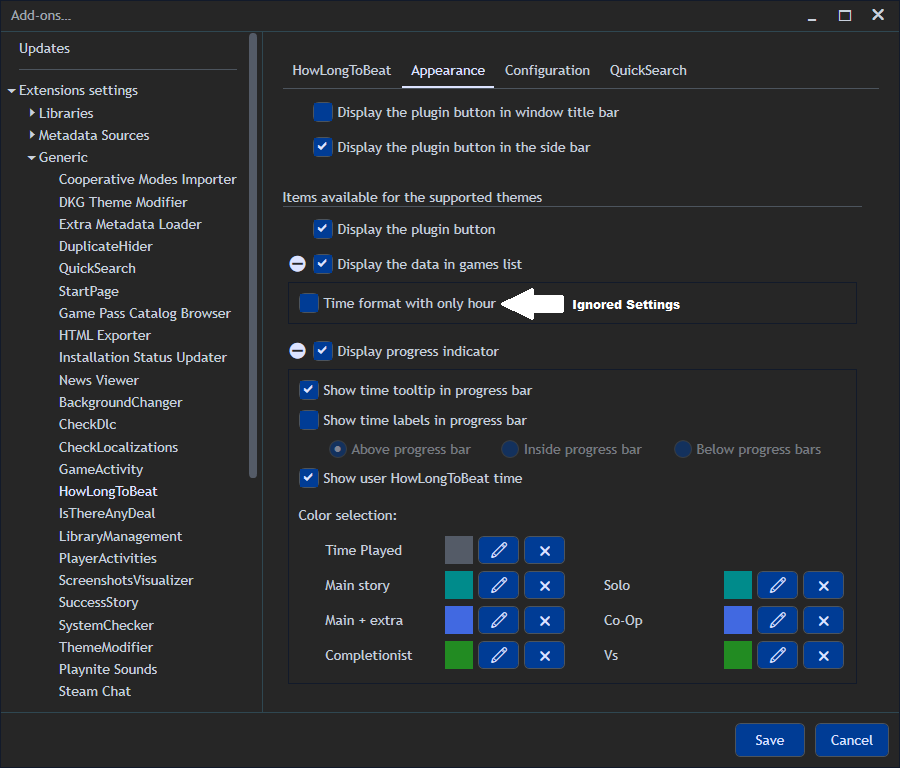 Add-ons...
Updates
Extensions settings
Libraries
Metadata Sources
Generic
Cooperative Modes Importer
DKG Theme Modifier
Extra Metadata Loader
DuplicateHider
QuickSearch
StartPage
Game Pass Catalog Browser
HTML Exporter
Installation Status Updater
News Viewer
BackgroundChanger
CheckDlc
CheckLocalizations
GameActivity
HowLongToBeat
IsThereAnyDeal
LibraryManagement
PlayerActivities
ScreenshotsVisualizer
SuccessStory
SystemChecker
ThemeModifier
Playnite Sounds
Steam Chat
HowLongToBeat Appearance Configuration QuickSearch
Display the plugin button in window title bar
Display the plugin button in the side bar
Items available for the supported themes
Display the plugin button
Display the data in games list
Time format with only hour Ignored Settings
Display progress indicator
Show time tooltip in progress bar
Show time labels in progress bar
Above progress bar Inside progress bar Below progress bars
Show user HowLongToBeat time
Color selection:
Time Played
Main story Solo
Main + extra Co-Op
Completionist Vs
Save Cancel